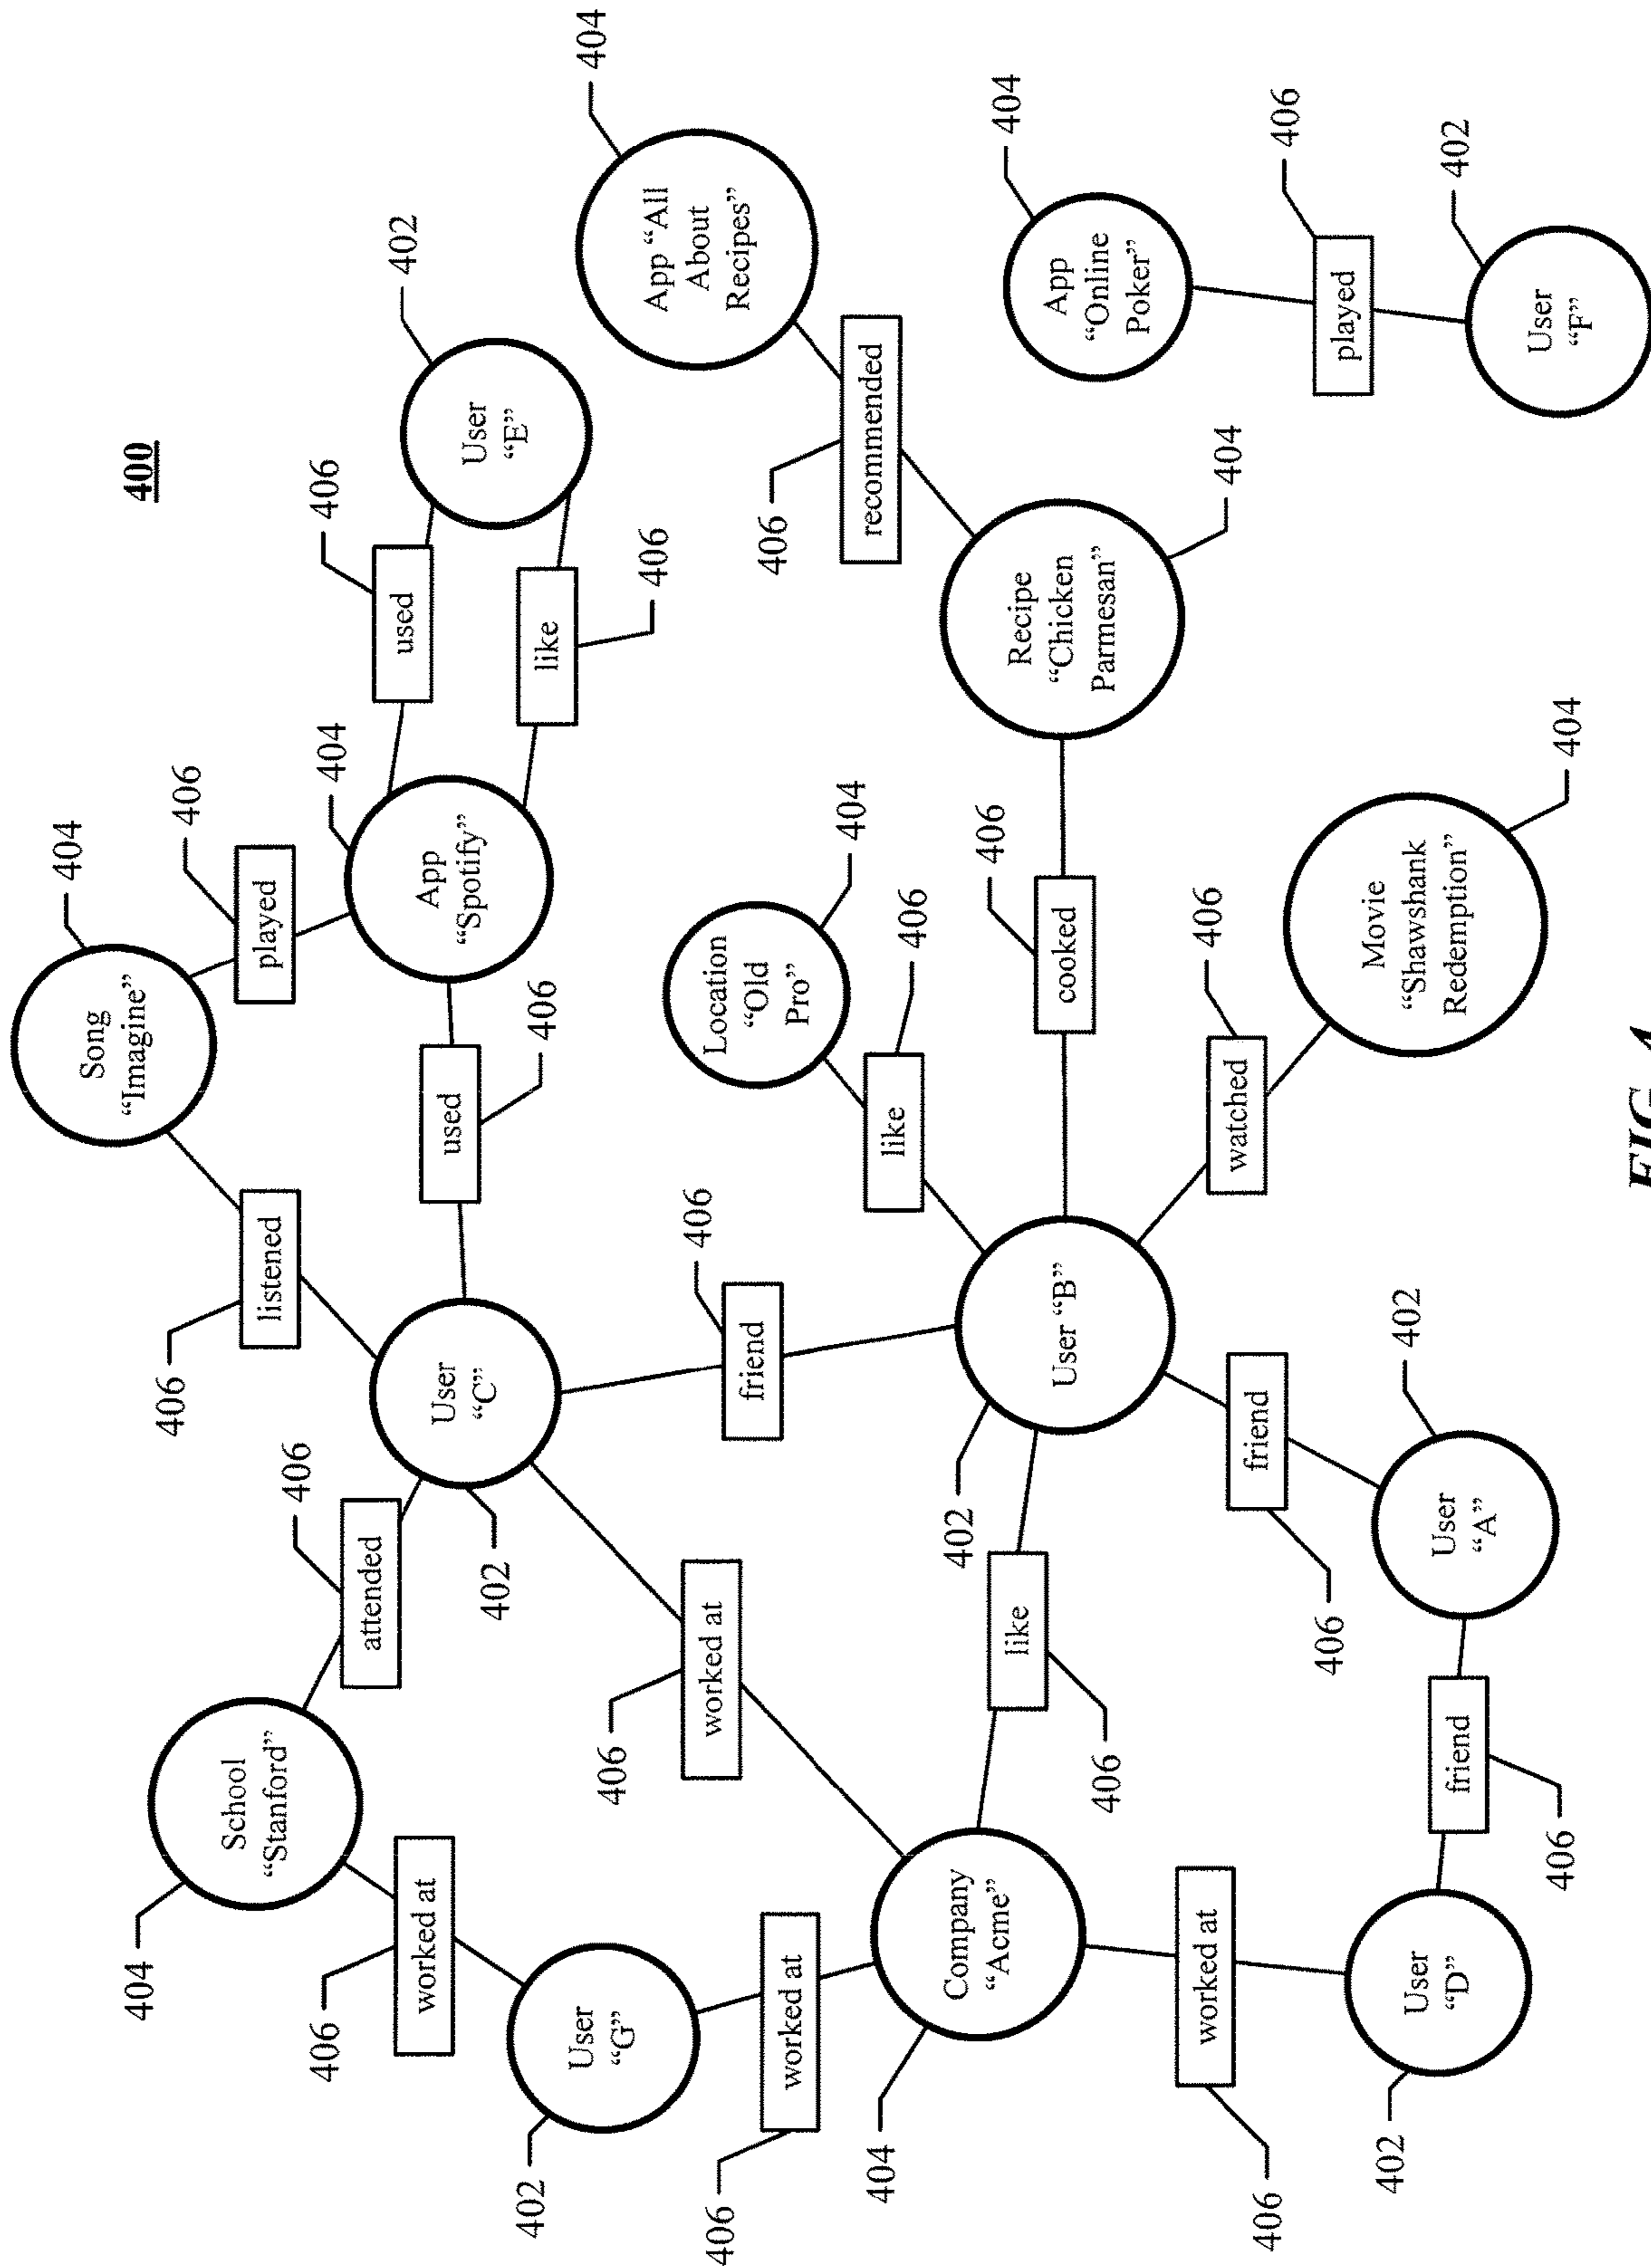 400
404
404
Song
“Imagine”
406
listened
406
played
406
attended
School
“Stanford”
406
used
402
404
406
worked at
User
“C”
402
App
“Spotify”
User
“E”
406
used
406
like
402
User
“G”
404
406
worked at
406
friend
Location
“Old
Pro”
404
App “All
About
Recipes”
406
worked at
406
recommended
404
Company
“Acme”
406
like
402
406
like
406
cooked
Recipe
“Chicken
Parmesan”
404
404
App
“Online
Poker”
User “B”
406
worked at
406
friend
406
watched
404
406
played
402
User
“D”
402
User
“A”
Movie
“Shawshank
Redemption”
402
406
friend
404
User
“F”
FIG. 4